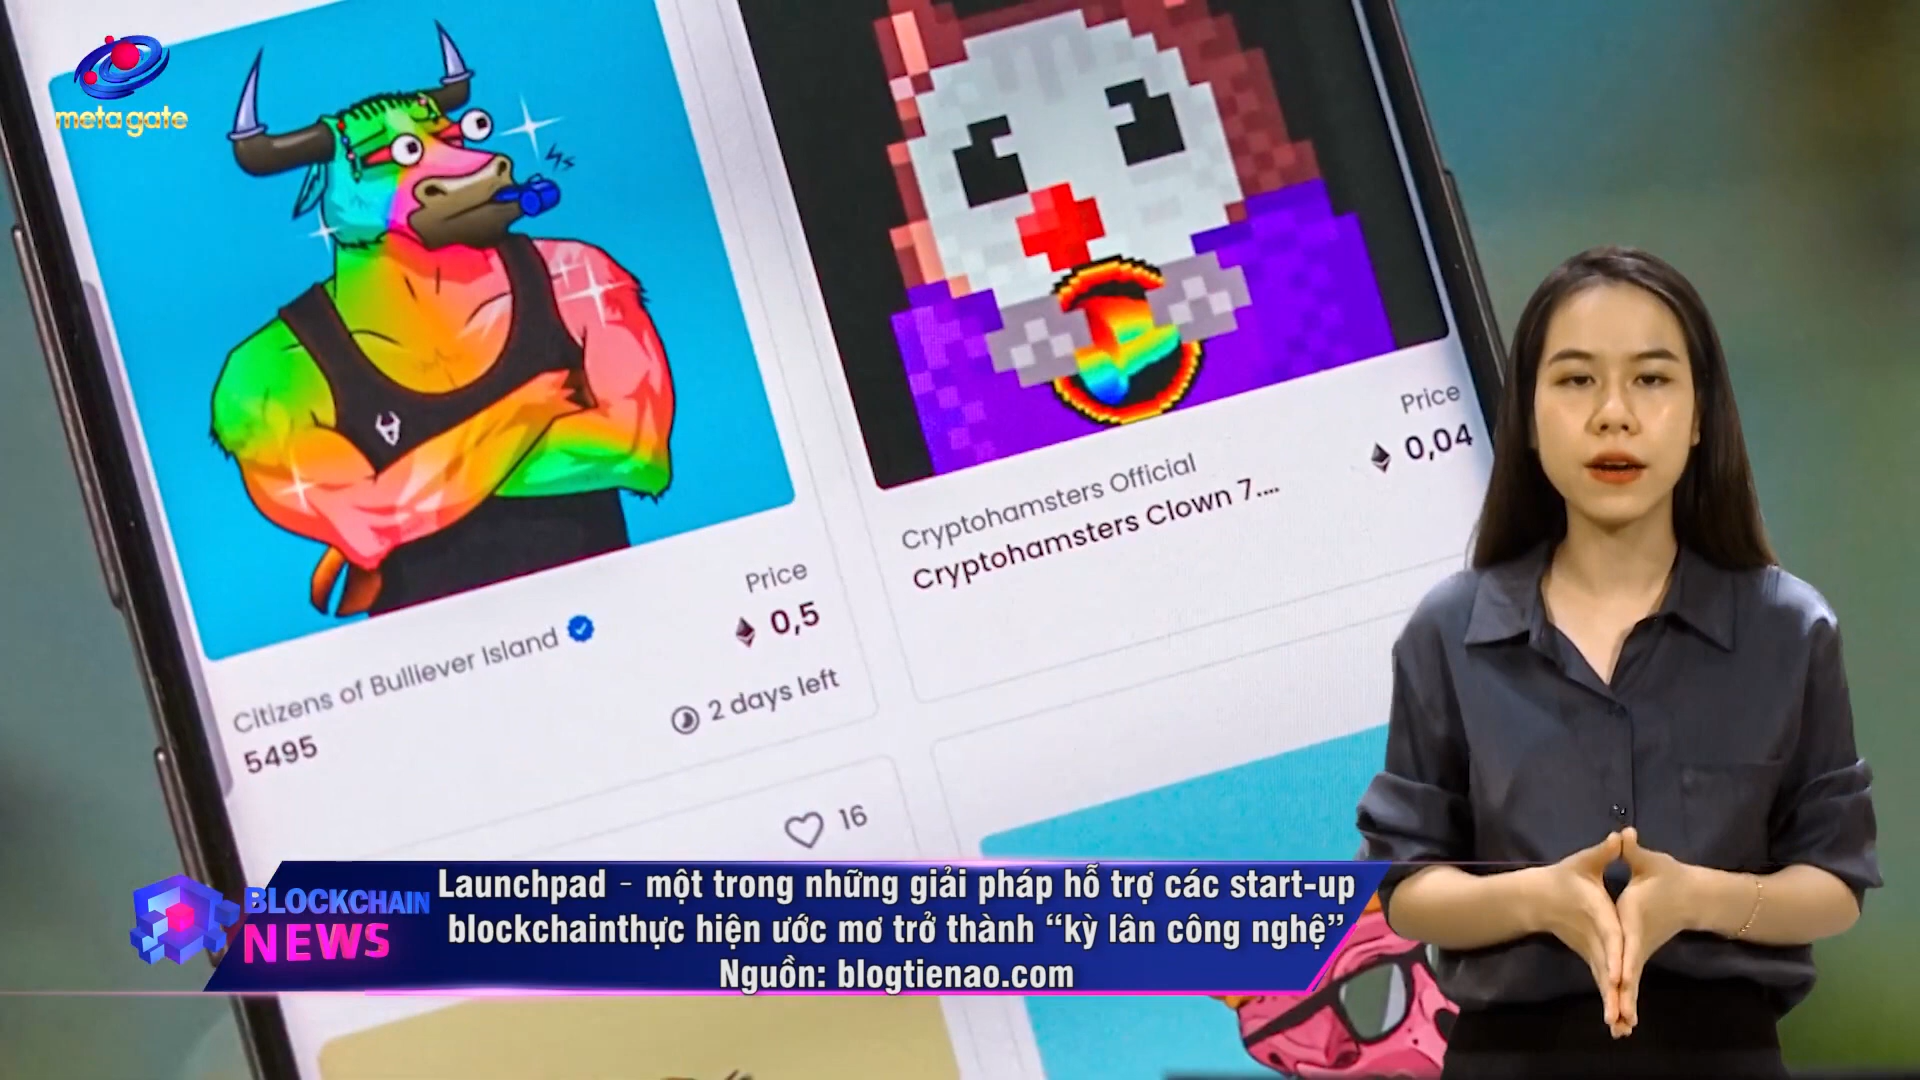 meta gate
Price
0,04
Cryptohamsters Official
Cryptohamsters Clown 7....
Price
0,5
Citizens of Bulliever Island
5495
2 days left
16
BLOCKCHAIN
NEWS
Launchpad - một trong những giải pháp hỗ trợ các start-up
blockchainthực hiện ước mơ trở thành “kỳ lân công nghệ”
Nguồn: blogtienao.com